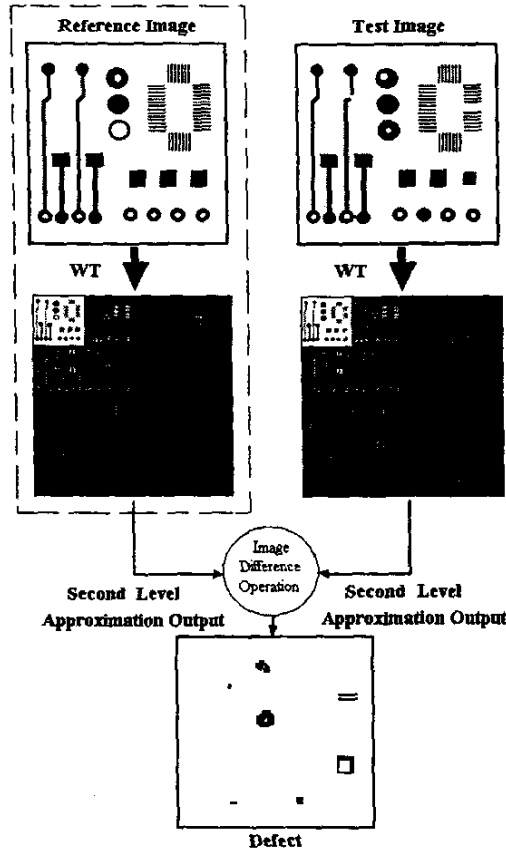 Reference Image
Test Image
WT
WT
Image
Difference
Operation
Second Level
Approximation Output
Second Level
Approximation Output
Defect